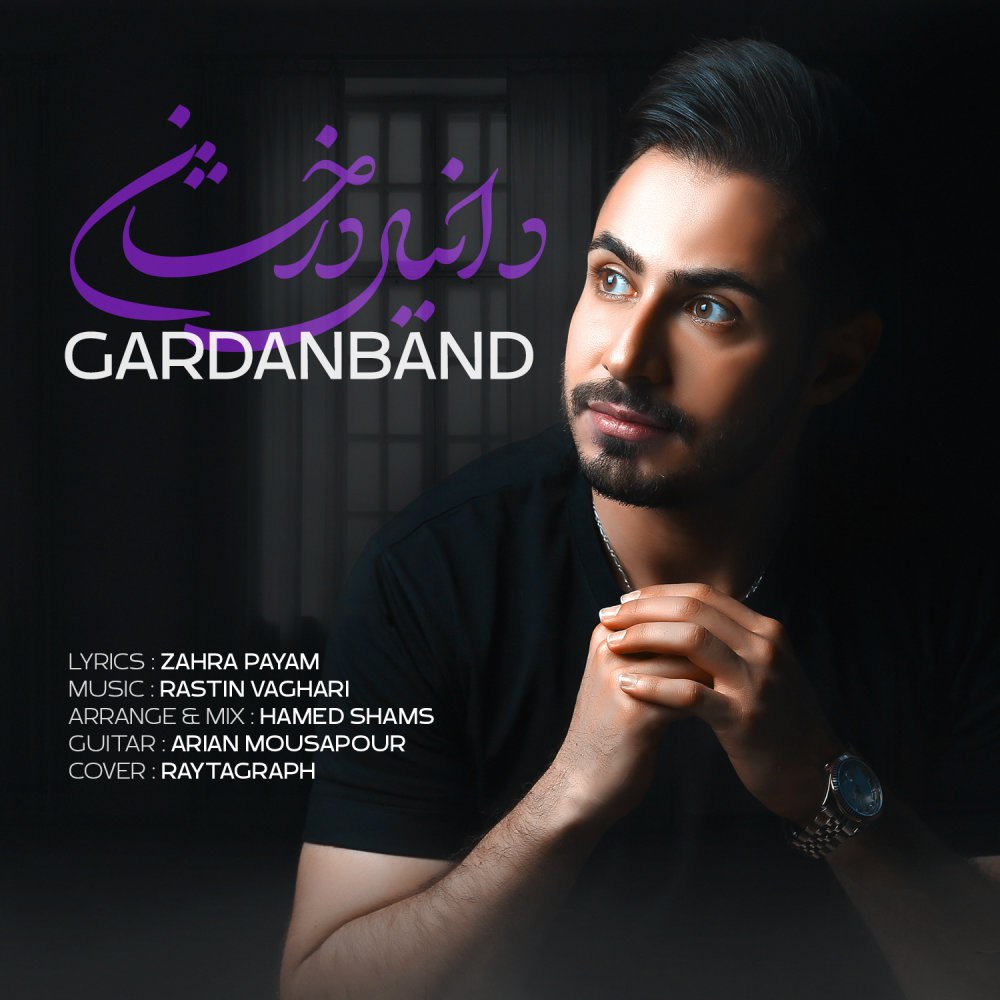 دانیال درخشان
GARDANBAND
LYRICS : ZAHRA PAYAM
MUSIC : RASTIN VAGHARI
ARRANGE & MIX : HAMED SHAMS
GUITAR : ARIAN MOUSAPOUR
COVER : RAYTAGRAPH